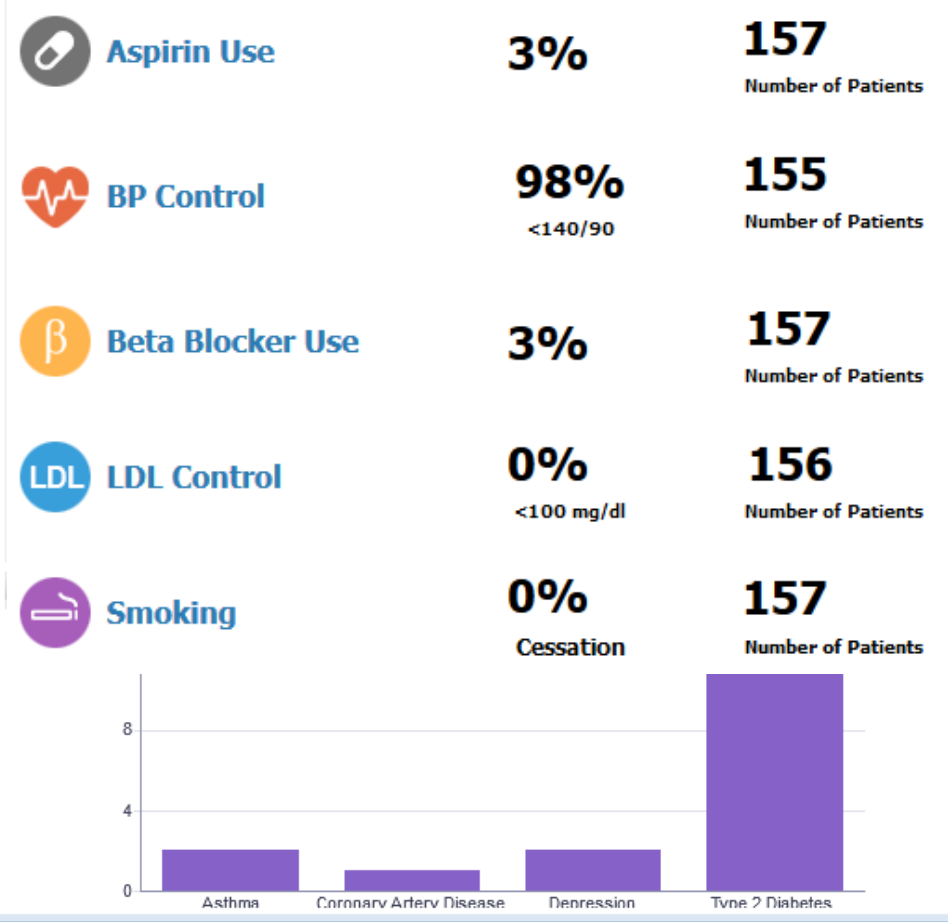 Aspirin Use 3% 157
Number of Patients
BP Control 98% 155
<140/90 Number of Patients
β Beta Blocker Use 3% 157
Number of Patients
LDL LDL Control 0% 156
<100 mg/dl Number of Patients
Smoking 0% 157
Cessation Number of Patients
8
4
0
Asthma Coronary Artery Disease Depression Type 2 Diabetes